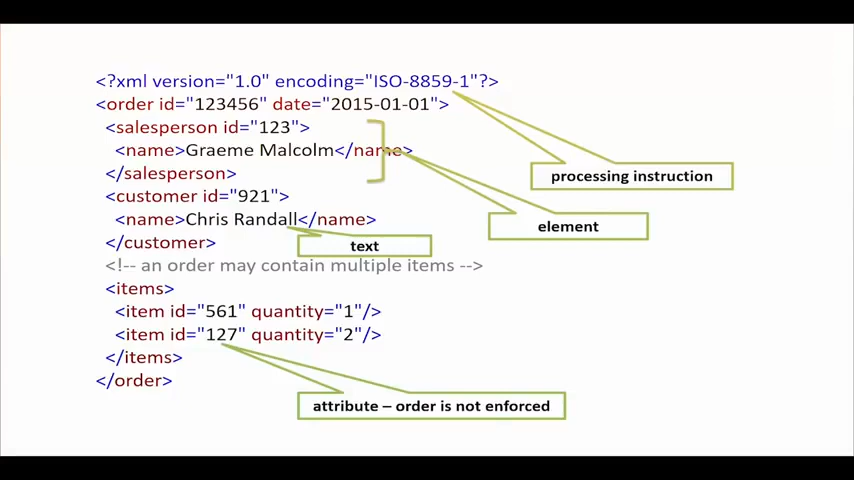 <?xml version="1.0" encoding="ISO-8859-1"?>
<order id="123456" date="2015-01-01">
<salesperson id="123">
<name>Graeme Malcolm</name>
</salesperson>
<customer id="921">
<name>Chris Randall</name>
</customer>
<!-- an order may contain multiple items -->
<items>
<item id="561" quantity="1"/>
<item id="127" quantity="2"/>
</items>
</order>
processing instruction
element
text
attribute – order is not enforced